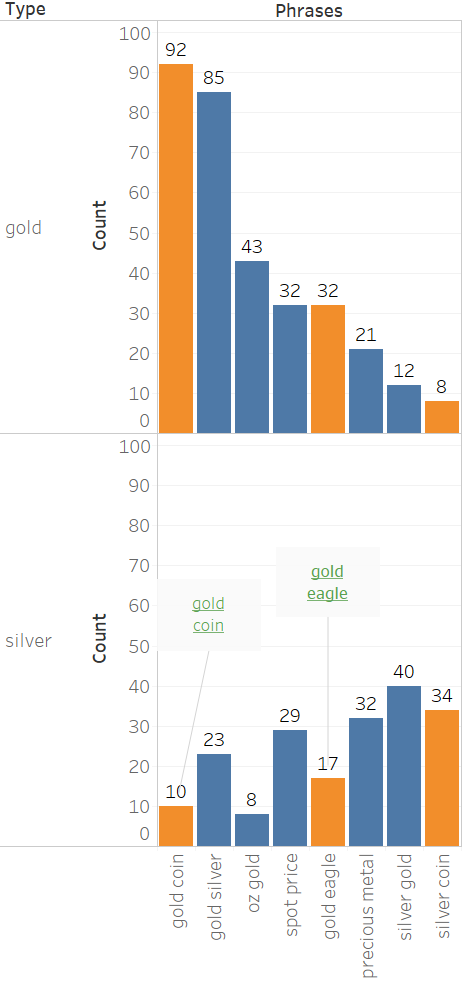 Type
Phrases
100
90
80
70
60
50
40
30
20
10
0
Count
gold
92
85
43
32
32
21
12
8
100
90
80
70
60
50
40
30
20
10
0
Count
silver
gold
coin
gold
eagle
10
23
8
29
17
32
40
34
gold coin
gold silver
oz gold
spot price
gold eagle
precious metal
silver gold
silver coin